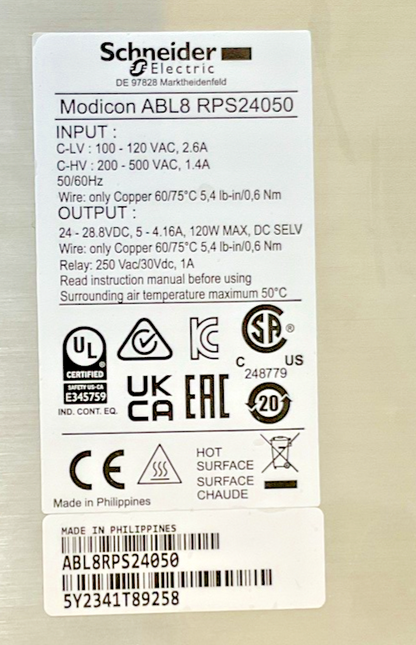 Schneider
Electric
DE 97828 Marktheidenfeld
Modicon ABL8 RPS24050
INPUT :
C-LV : 100 - 120 VAC, 2.6A
C-HV : 200 - 500 VAC, 1.4A
50/60Hz
Wire: only Copper 60/75°C 5,4 lb-in/0,6 Nm
OUTPUT :
24 - 28.8VDC, 5 - 4.16A, 120W MAX, DC SELV
Wire: only Copper 60/75°C 5,4 lb-in/0,6 Nm
Relay: 250 Vac/30Vdc, 1A
Read instruction manual before using
Surrounding air temperature maximum 50°C
UL
CERTIFIED
SAFETY US-CA
E345759
IND. CONT. EQ.
KC
SA ®
C US
248779
UK
CA
EAC
20
CE
HOT
SURFACE
SURFACE
CHAUDE
Made in Philippines
MADE IN PHILIPPINES
ABL8RPS24050
5Y2341T89258